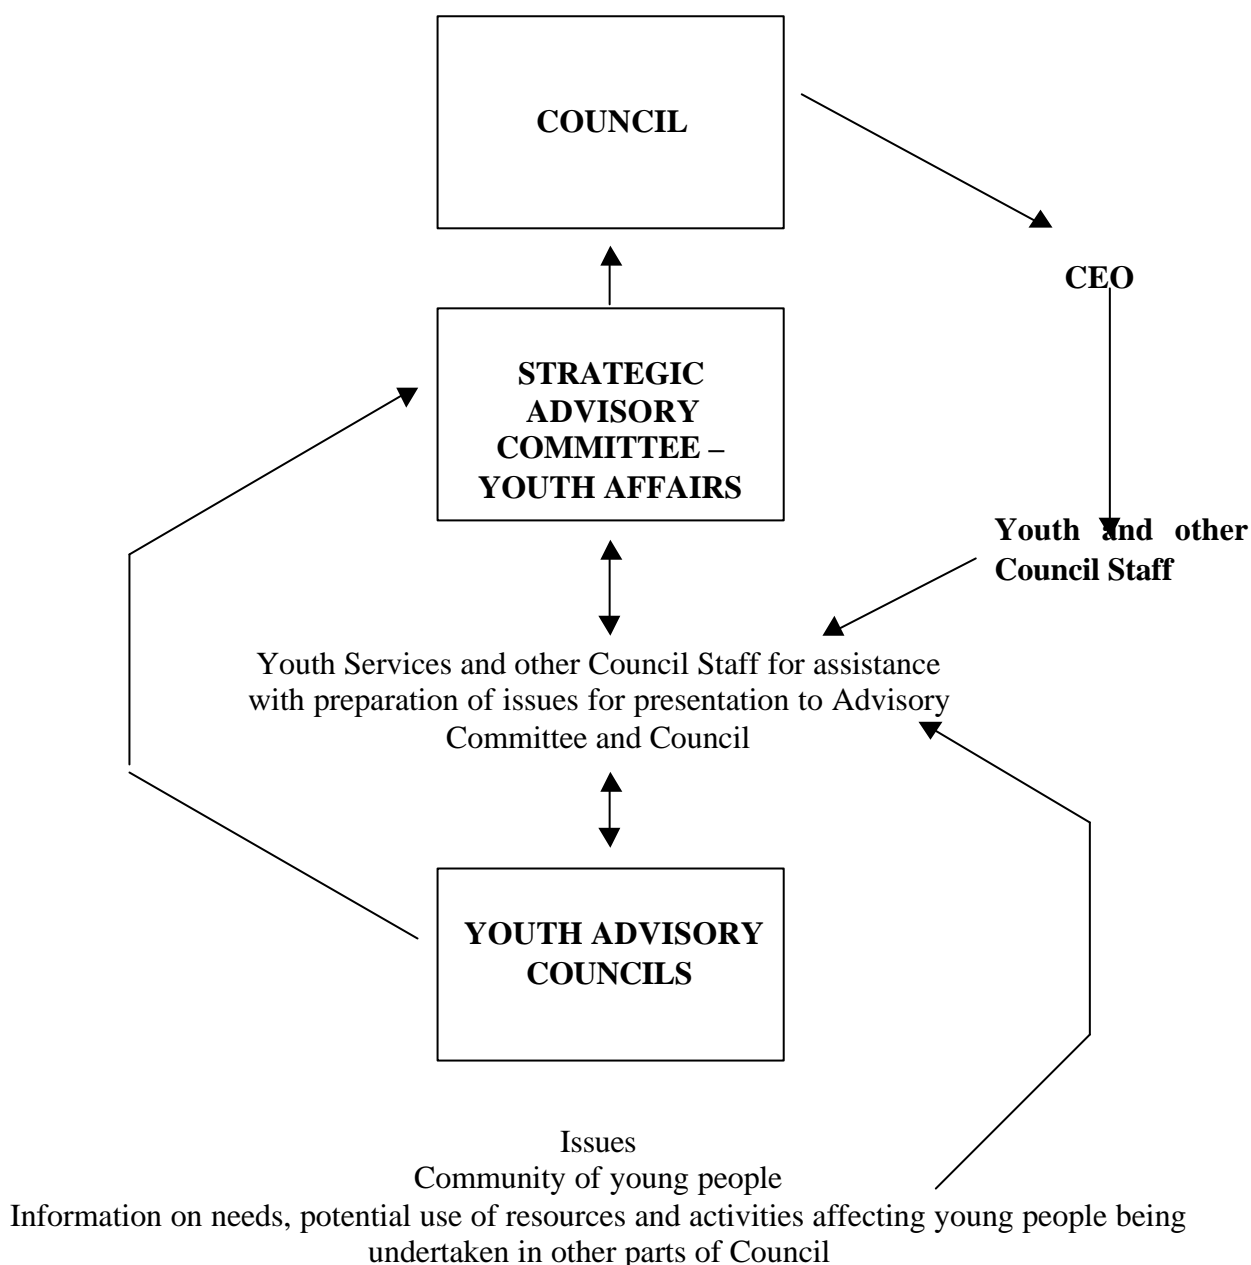 COUNCIL
CEO
STRATEGIC
ADVISORY
COMMITTEE –
YOUTH AFFAIRS
Youth and other
Council Staff
Youth Services and other Council Staff for assistance
with preparation of issues for presentation to Advisory
Committee and Council
YOUTH ADVISORY
COUNCILS
Issues
Community of young people
Information on needs, potential use of resources and activities affecting young people being
undertaken in other parts of Council